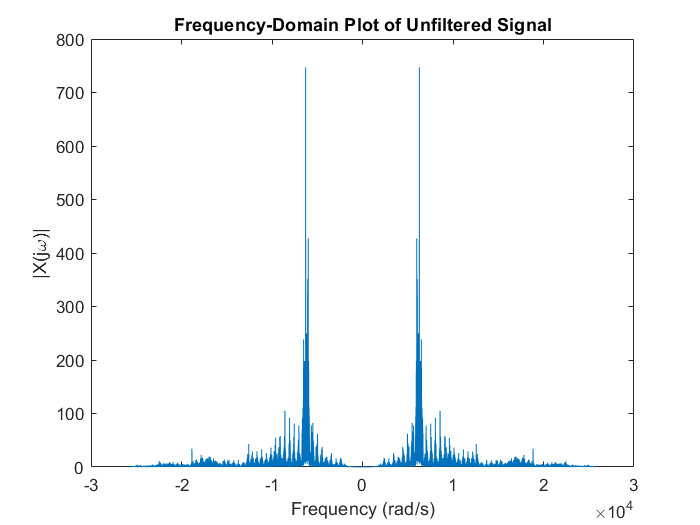 Frequency-Domain Plot of Unfiltered Signal
800
700
600
500
400
300
200
100
0
|X(jω)|
-3 -2 -1 0 1 2 3
Frequency (rad/s)
×10⁴